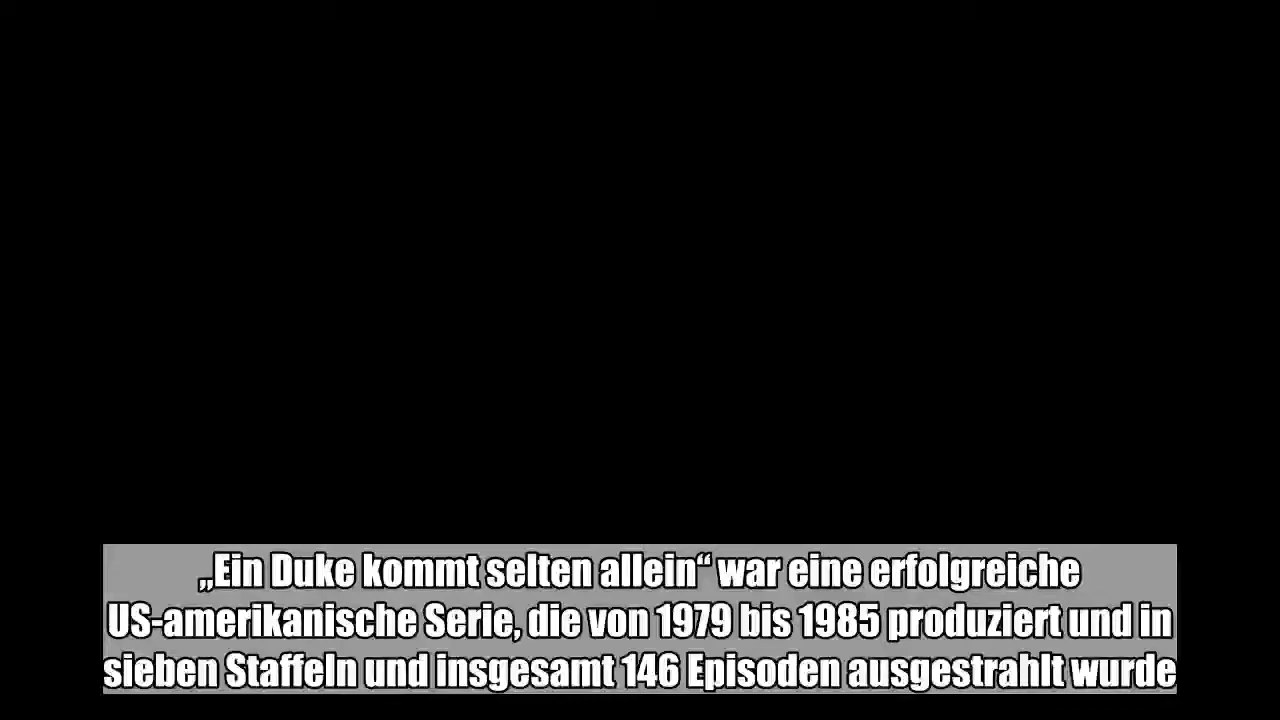 „Ein Duke kommt selten allein“ war eine erfolgreiche
US-amerikanische Serie, die von 1979 bis 1985 produziert und in
sieben Staffeln und insgesamt 146 Episoden ausgestrahlt wurde